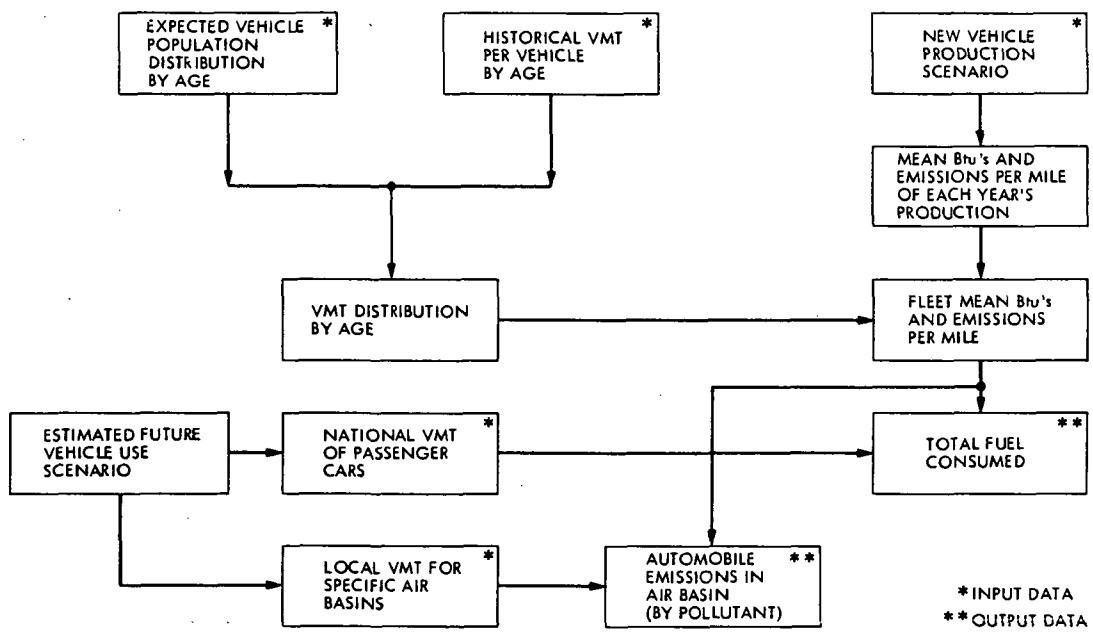 EXPECTED VEHICLE *
POPULATION
DISTRIBUTION
BY AGE
HISTORICAL VMT *
PER VEHICLE
BY AGE
NEW VEHICLE *
PRODUCTION
SCENARIO
MEAN Btu's AND
EMISSIONS PER MILE
OF EACH YEAR'S
PRODUCTION
VMT DISTRIBUTION
BY AGE
FLEET MEAN Btu's
AND EMISSIONS
PER MILE
ESTIMATED FUTURE
VEHICLE USE
SCENARIO
NATIONAL VMT *
OF PASSENGER
CARS
TOTAL FUEL **
CONSUMED
LOCAL VMT FOR *
SPECIFIC AIR
BASINS
AUTOMOBILE **
EMISSIONS IN
AIR BASIN
(BY POLLUTANT)
*INPUT DATA
**OUTPUT DATA